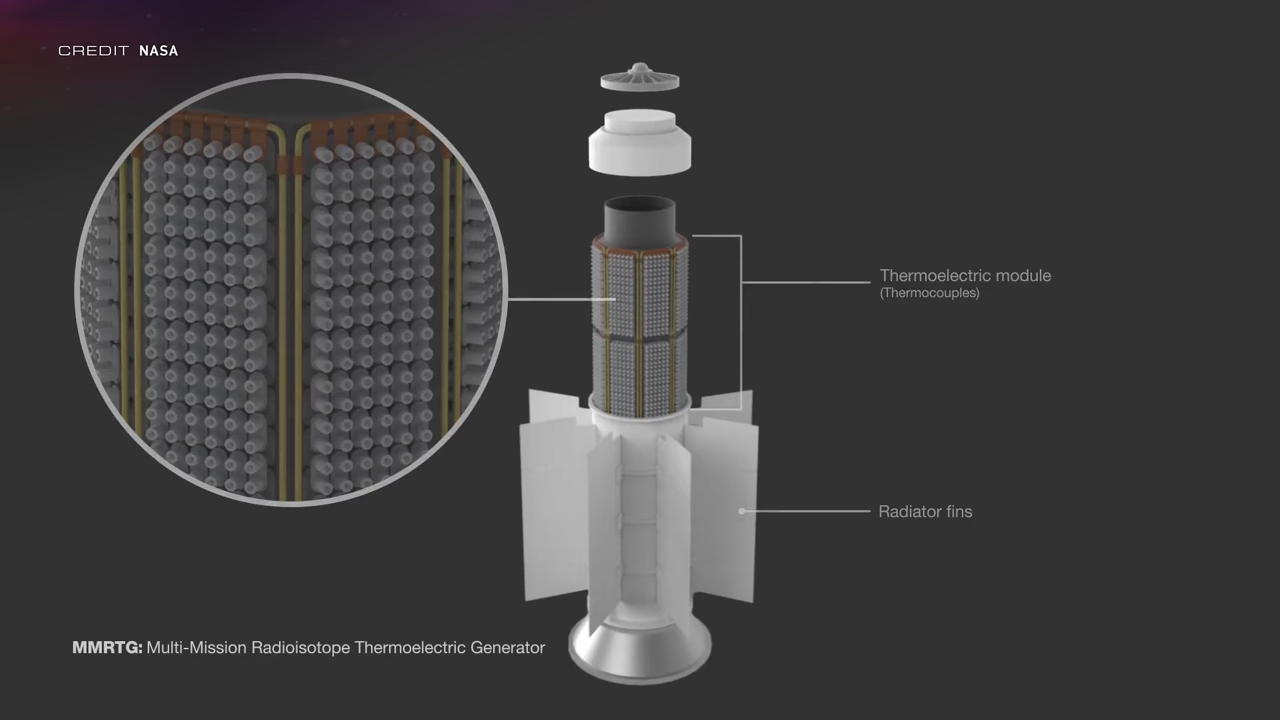 CREDIT NASA
Thermoelectric module
(Thermocouples)
Radiator fins
MMRTG: Multi-Mission Radioisotope Thermoelectric Generator